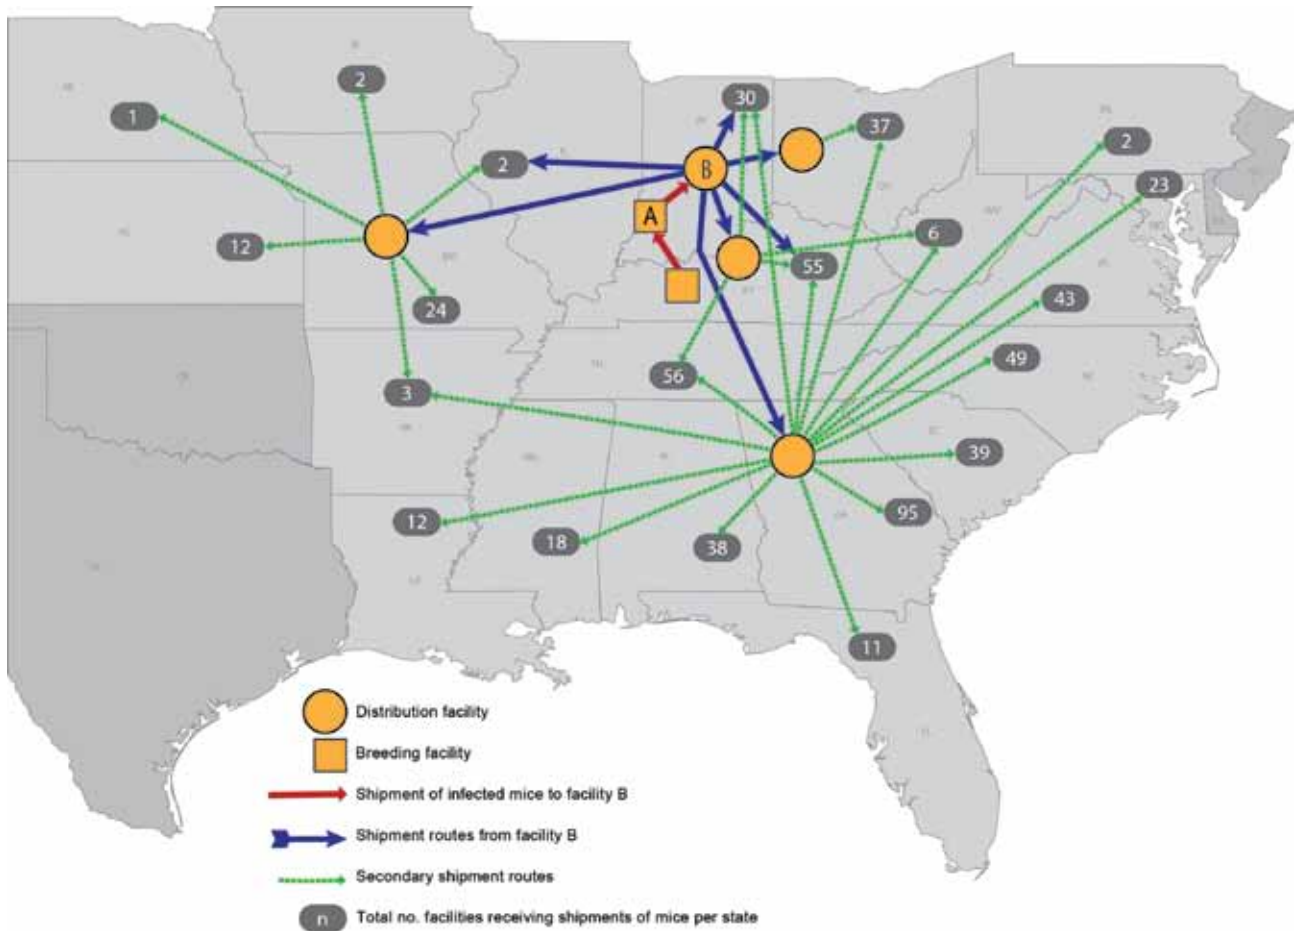 2
1
30
37
2
2
B
23
A
6
12
55
24
43
49
56
3
39
95
12
18
38
11
Distribution facility
Breeding facility
Shipment of infected mice to facility B
Shipment routes from facility B
Secondary shipment routes
n Total no. facilities receiving shipments of mice per state